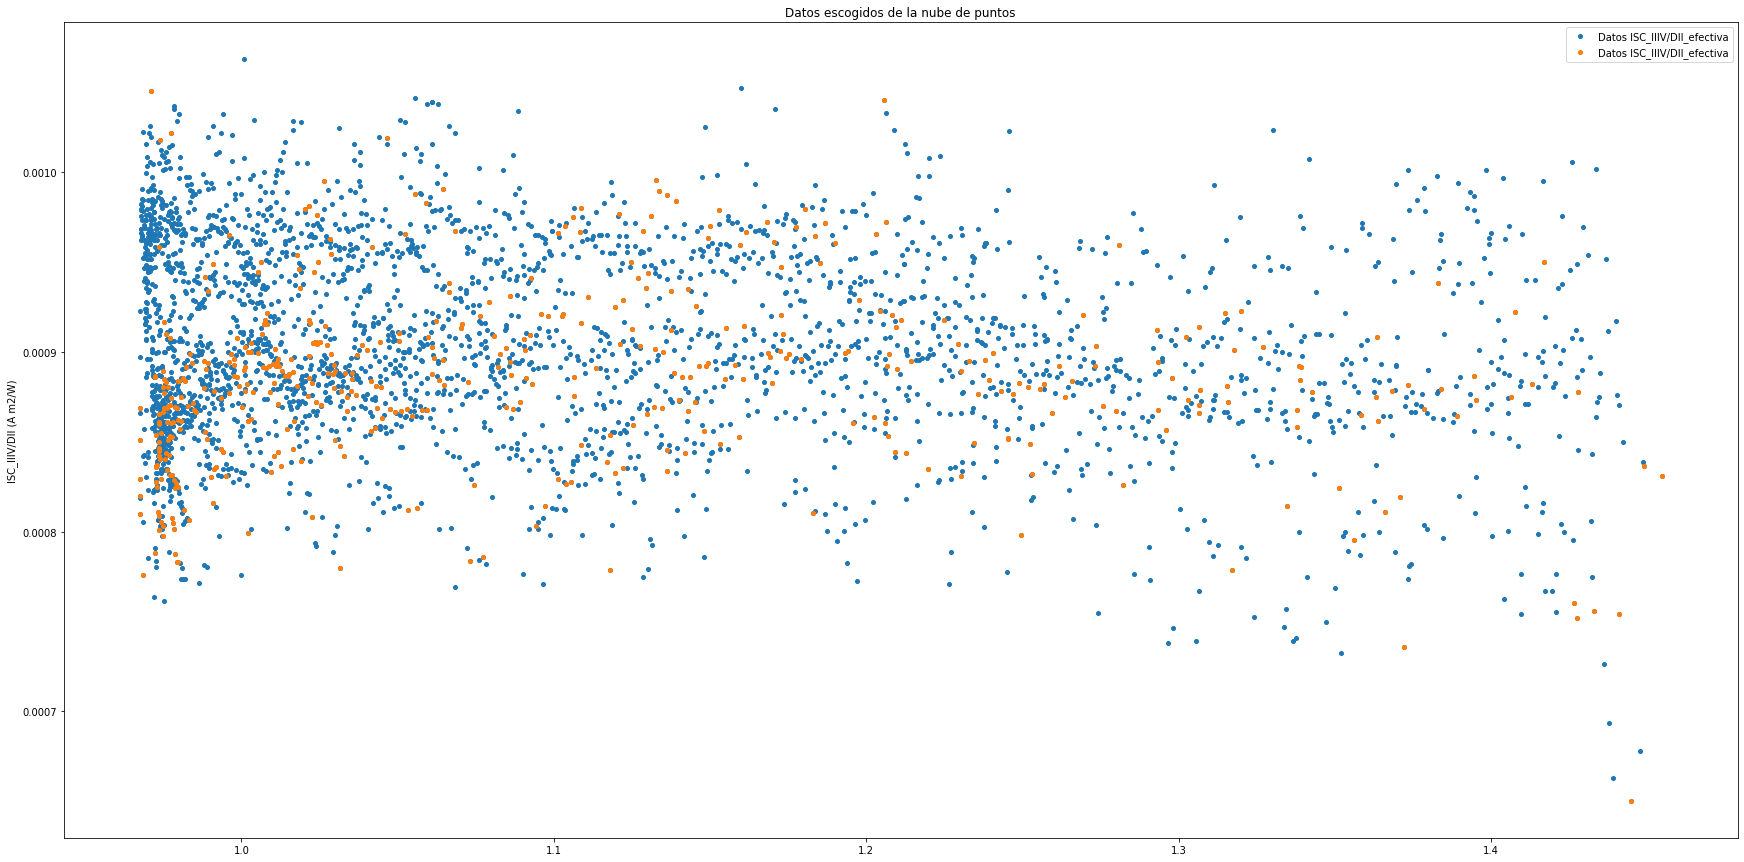 Datos escogidos de la nube de puntos
Datos ISC_IIIV/DII_efectiva
Datos ISC_IIIV/DII_efectiva
ISC_IIIV/DII (A m2/W)
0.0010
0.0009
0.0008
0.0007
1.0
1.1
1.2
1.3
1.4